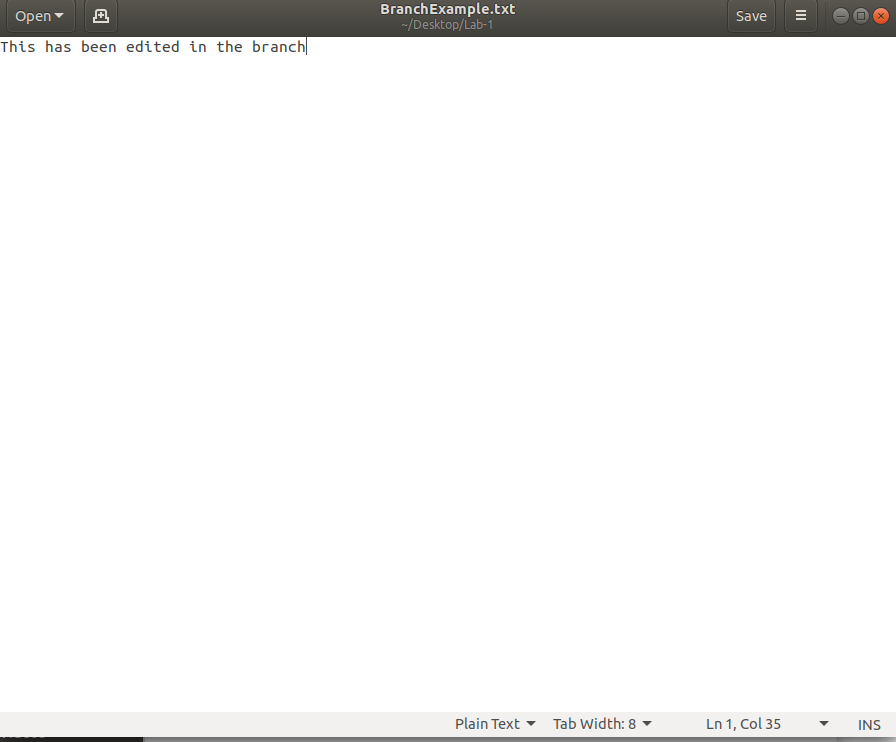 Open
BranchExample.txt
~/Desktop/Lab-1
Save
This has been edited in the branch
Plain Text
Tab Width: 8
Ln 1, Col 35
INS